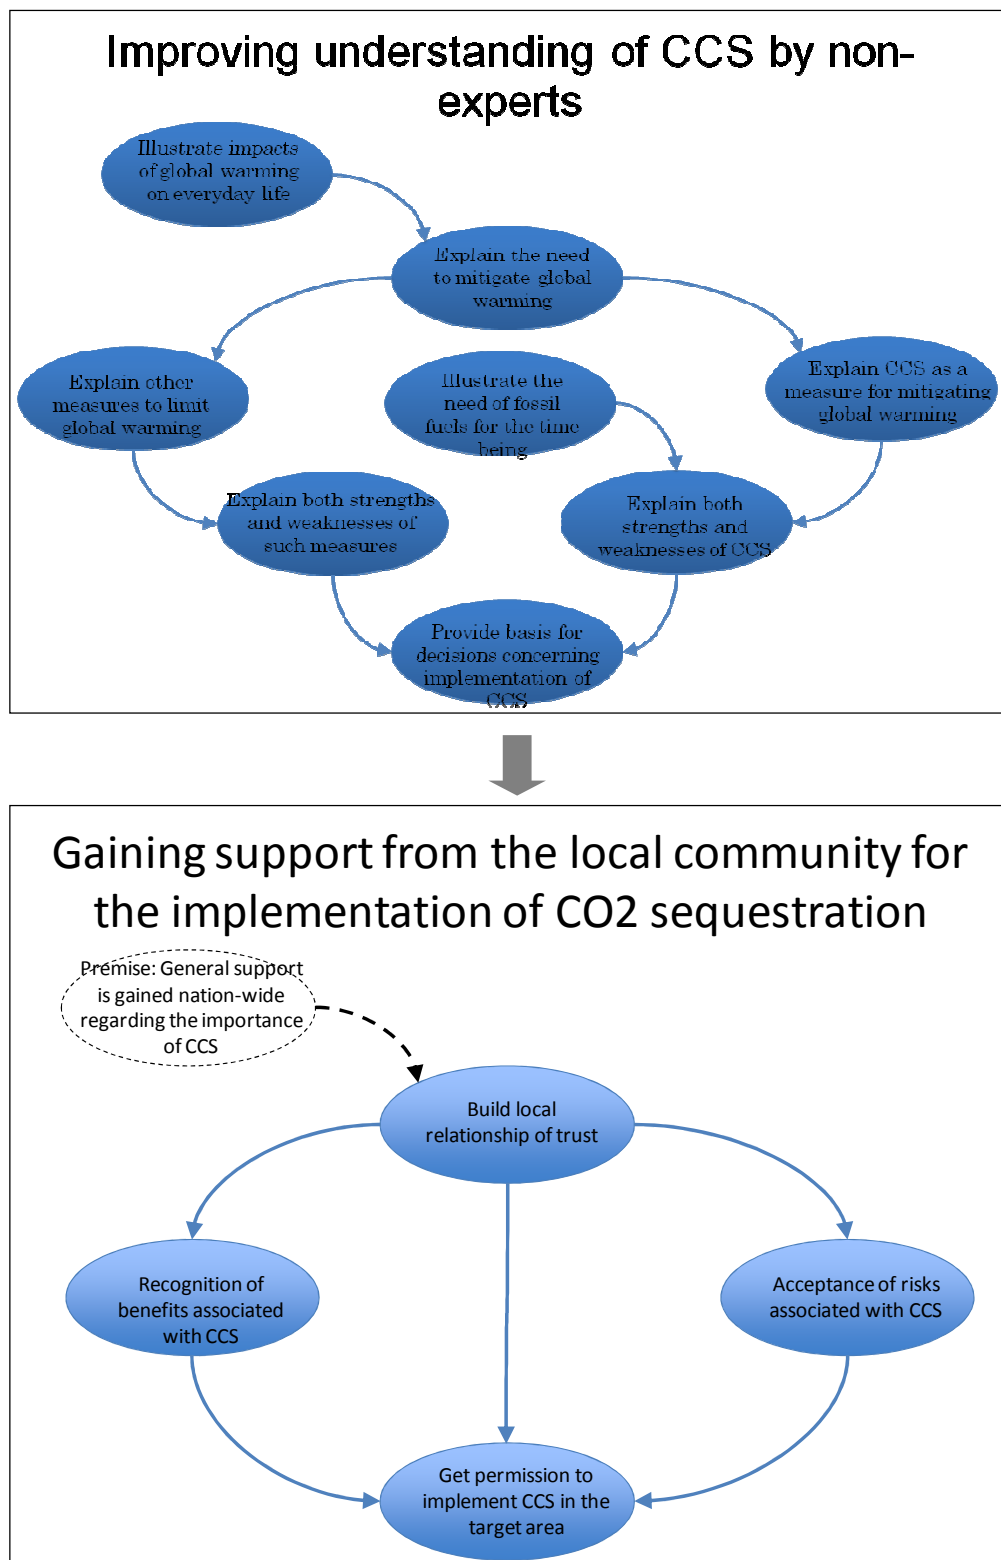 Improving understanding of CCS by non-
experts
Illustrate impacts
of global warming
on everyday life
Explain the need
to mitigate global
warming
Explain other
measures to limit
global warming
Illustrate the
need of fossil
fuels for the time
being
Explain CCS as a
measure for mitigating
global warming
Explain both strengths
and weaknesses of
such measures
Explain both
strengths and
weaknesses of CCS
Provide basis for
decisions concerning
implementation of
CCS
Gaining support from the local community for
the implementation of CO2 sequestration
Premise: General support
is gained nation-wide
regarding the importance
of CCS
Build local
relationship of trust
Recognition of
benefits associated
with CCS
Acceptance of risks
associated with CCS
Get permission to
implement CCS in the
target area